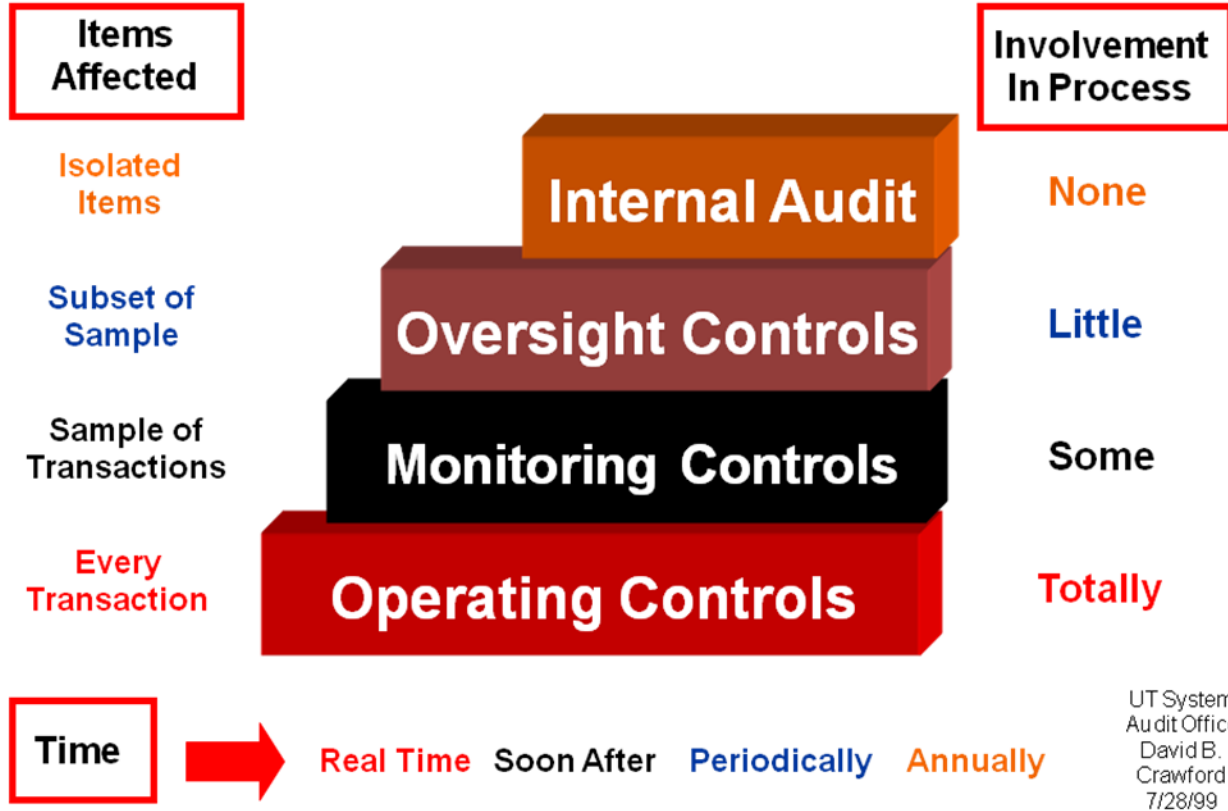 Items
Affected
Involvement
In Process
Isolated
Items
Internal Audit
None
Subset of
Sample
Oversight Controls
Little
Sample of
Transactions
Monitoring Controls
Some
Every
Transaction
Operating Controls
Totally
Time
Real Time Soon After Periodically Annually
UT System
Audit Offic
David B.
Crawford
7/28/99